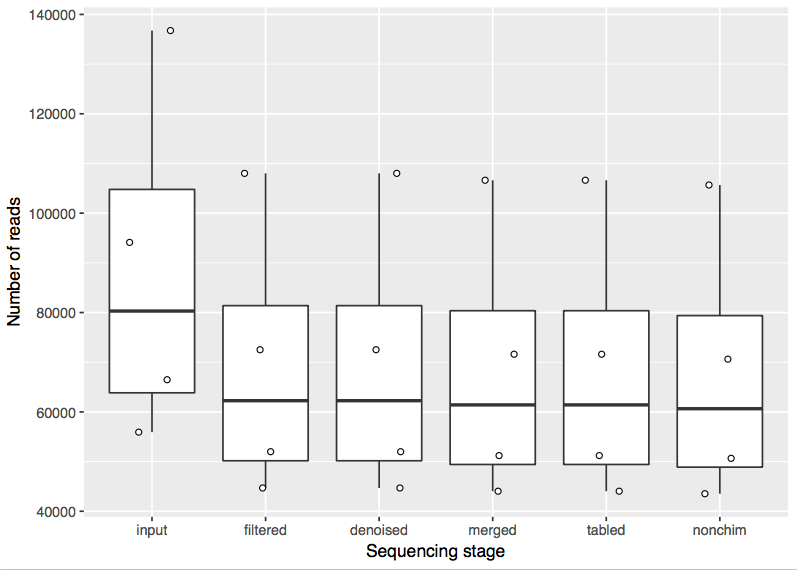 140000
120000
100000
80000
60000
40000
Number of reads
input filtered denoised merged tabled nonchim
Sequencing stage